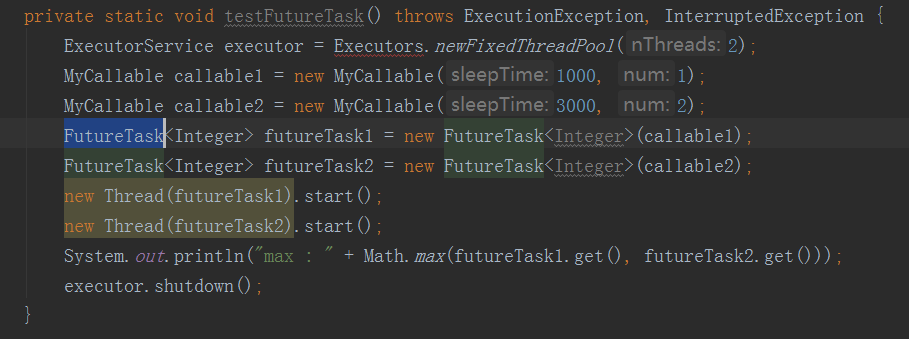 private static void testFutureTask() throws ExecutionException, InterruptedException {
    ExecutorService executor = Executors.newFixedThreadPool( nThreads: 2);
    MyCallable callable1 = new MyCallable( sleepTime: 1000, num: 1);
    MyCallable callable2 = new MyCallable( sleepTime: 3000, num: 2);
    FutureTask<Integer> futureTask1 = new FutureTask<Integer>(callable1);
    FutureTask<Integer> futureTask2 = new FutureTask<Integer>(callable2);
    new Thread(futureTask1).start();
    new Thread(futureTask2).start();
    System.out.println("max : " + Math.max(futureTask1.get(), futureTask2.get()));
    executor.shutdown();
}